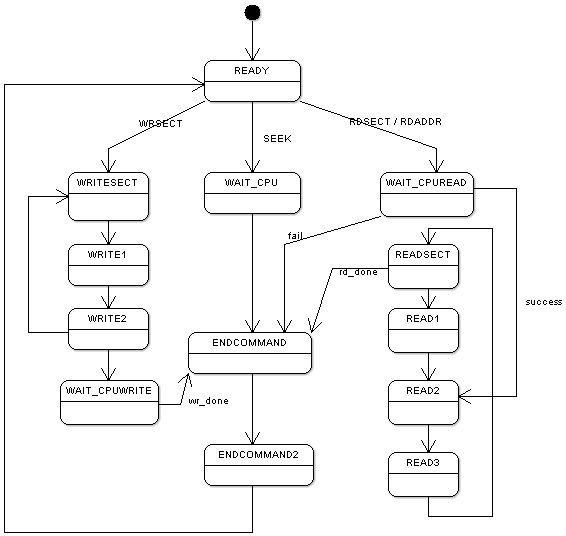 READY
WRSECT
SEEK
RDSECT / RDADDR
WRITESECT
WAIT_CPU
WAIT_CPUREAD
fail
WRITE1
READSECT
rd_done
success
WRITE2
READ1
ENDCOMMAND
WAIT_CPUWRITE
READ2
wr_done
ENDCOMMAND2
READ3